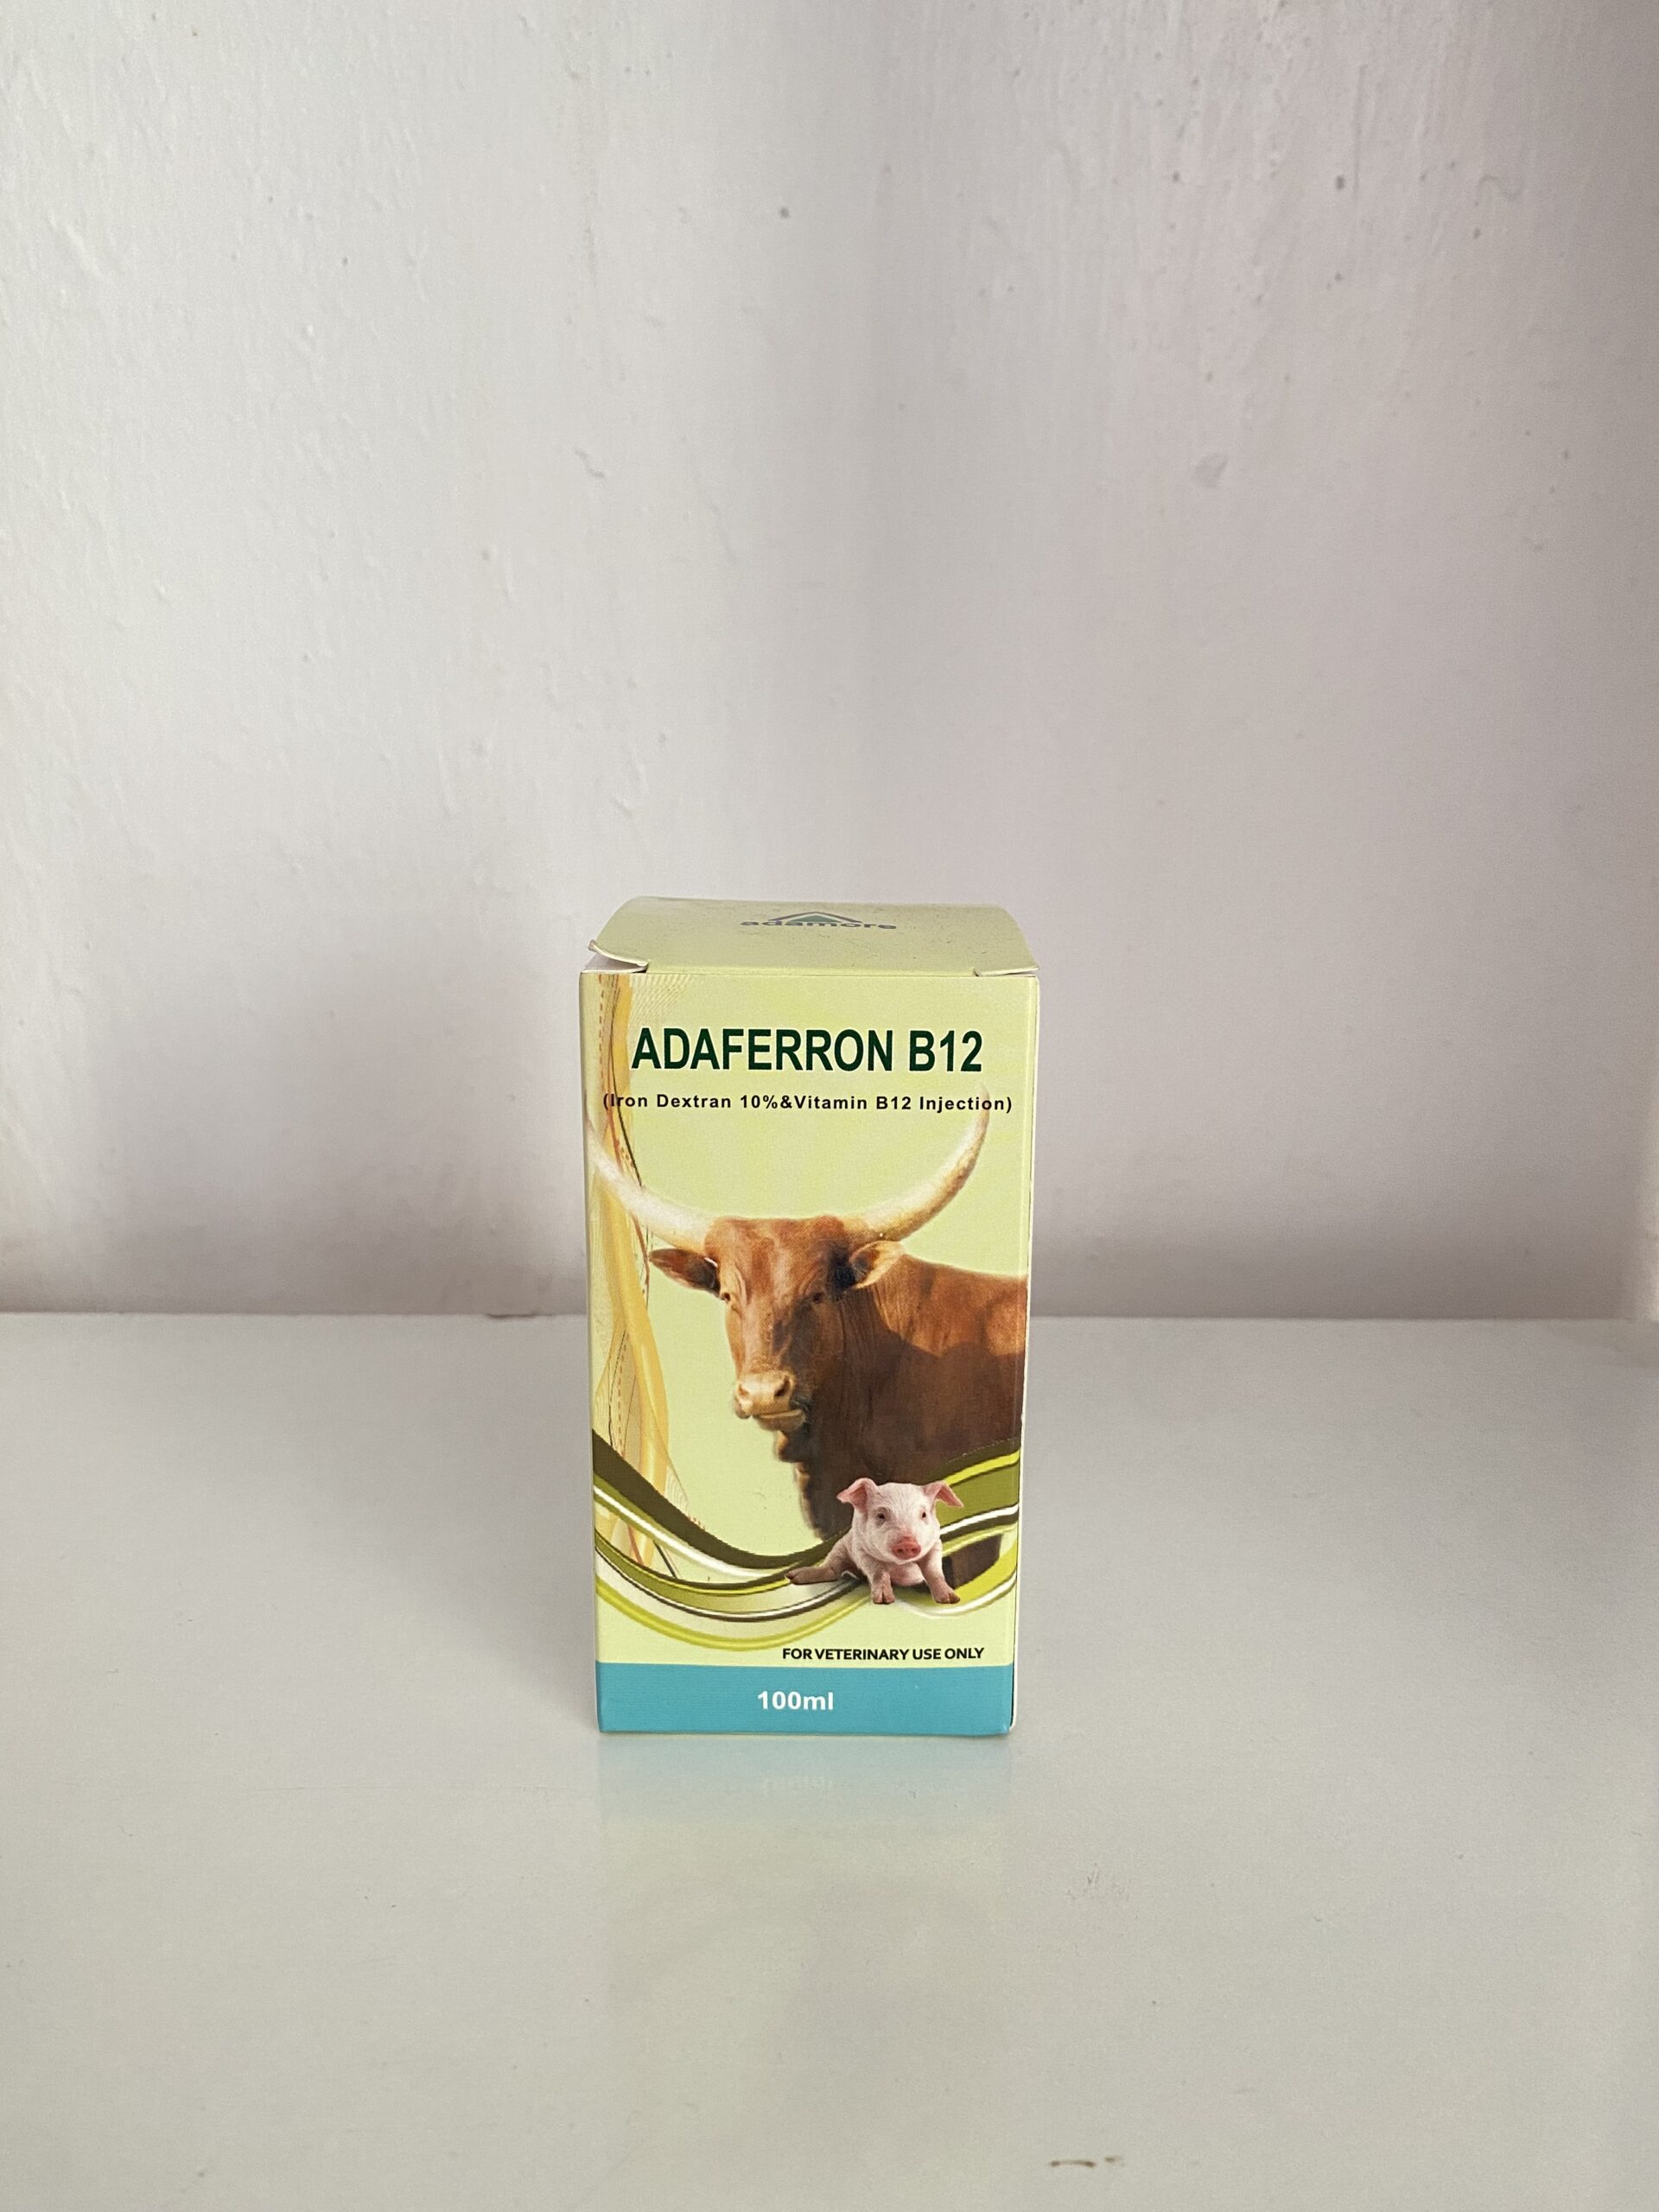 adamore
ADAFERRON B12
(Iron Dextran 10%&Vitamin B12 Injection)
FOR VETERINARY USE ONLY
100ml